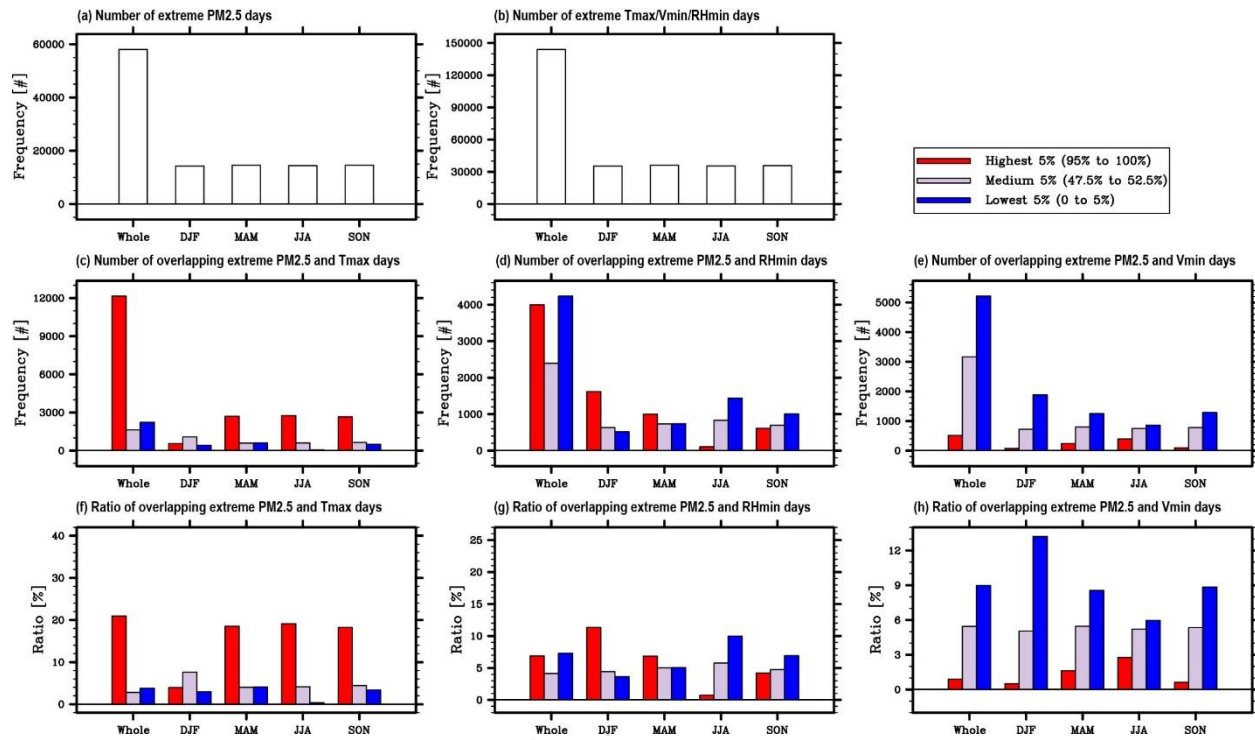 (a) Number of extreme PM2.5 days
60000
40000
20000
0
Frequency [#]
Whole DJF MAM JJA SON
(b) Number of extreme Tmax/Vmin/RHmin days
150000
120000
90000
60000
30000
0
Frequency [#]
Whole DJF MAM JJA SON
Highest 5% (95% to 100%)
Medium 5% (47.5% to 52.5%)
Lowest 5% (0 to 5%)
(c) Number of overlapping extreme PM2.5 and Tmax days
12000
9000
6000
3000
0
Frequency [#]
Whole DJF MAM JJA SON
(d) Number of overlapping extreme PM2.5 and RHmin days
4000
3000
2000
1000
0
Frequency [#]
Whole DJF MAM JJA SON
(e) Number of overlapping extreme PM2.5 and Vmin days
5000
4000
3000
2000
1000
0
Frequency [#]
Whole DJF MAM JJA SON
(f) Ratio of overlapping extreme PM2.5 and Tmax days
40
30
20
10
0
Ratio [%]
Whole DJF MAM JJA SON
(g) Ratio of overlapping extreme PM2.5 and RHmin days
25
20
15
10
5
0
Ratio [%]
Whole DJF MAM JJA SON
(h) Ratio of overlapping extreme PM2.5 and Vmin days
12
9
6
3
0
Ratio [%]
Whole DJF MAM JJA SON